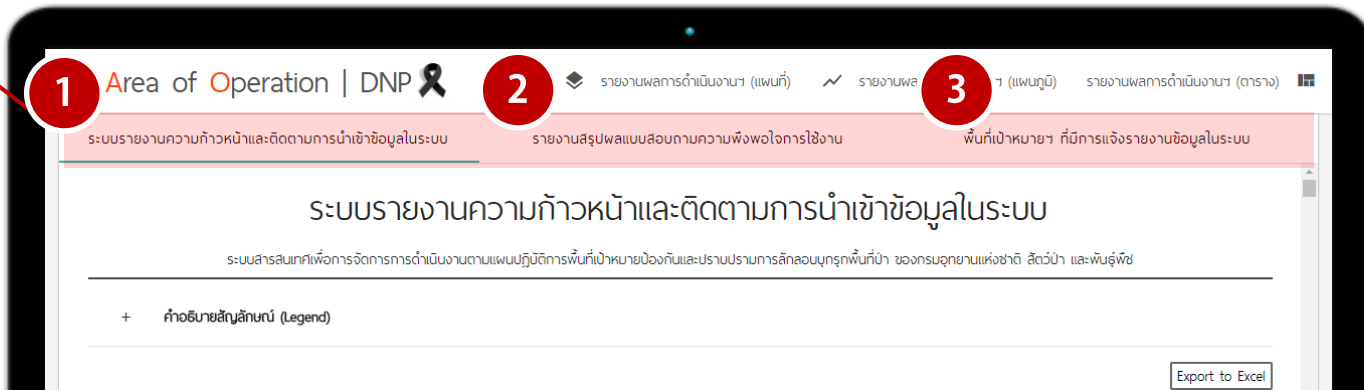 1
2
3
Area of Operation | DNP
รายงานผลการดำเนินงานฯ (แผนที่)
รายงานผล ฯ (แผนภูมิ)
รายงานผลการดำเนินงานฯ (ตาราง)
ระบบรายงานความก้าวหน้าและติดตามการนำเข้าข้อมูลในระบบ
รายงานสรุปผลแบบสอบถามความพึงพอใจการใช้งาน
พื้นที่เป้าหมายฯ ที่มีการแจ้งรายงานข้อมูลในระบบ
ระบบรายงานความก้าวหน้าและติดตามการนำเข้าข้อมูลในระบบ
ระบบสารสนเทศเพื่อการจัดการการดำเนินงานตามแผนปฏิบัติการพื้นที่เป้าหมายป้องกันและปราบปรามการลักลอบบุกรุกพื้นที่ป่า ของกรมอุทยานแห่งชาติ สัตว์ป่า และพันธุ์พืช
+ คำอธิบายสัญลักษณ์ (Legend)
Export to Excel